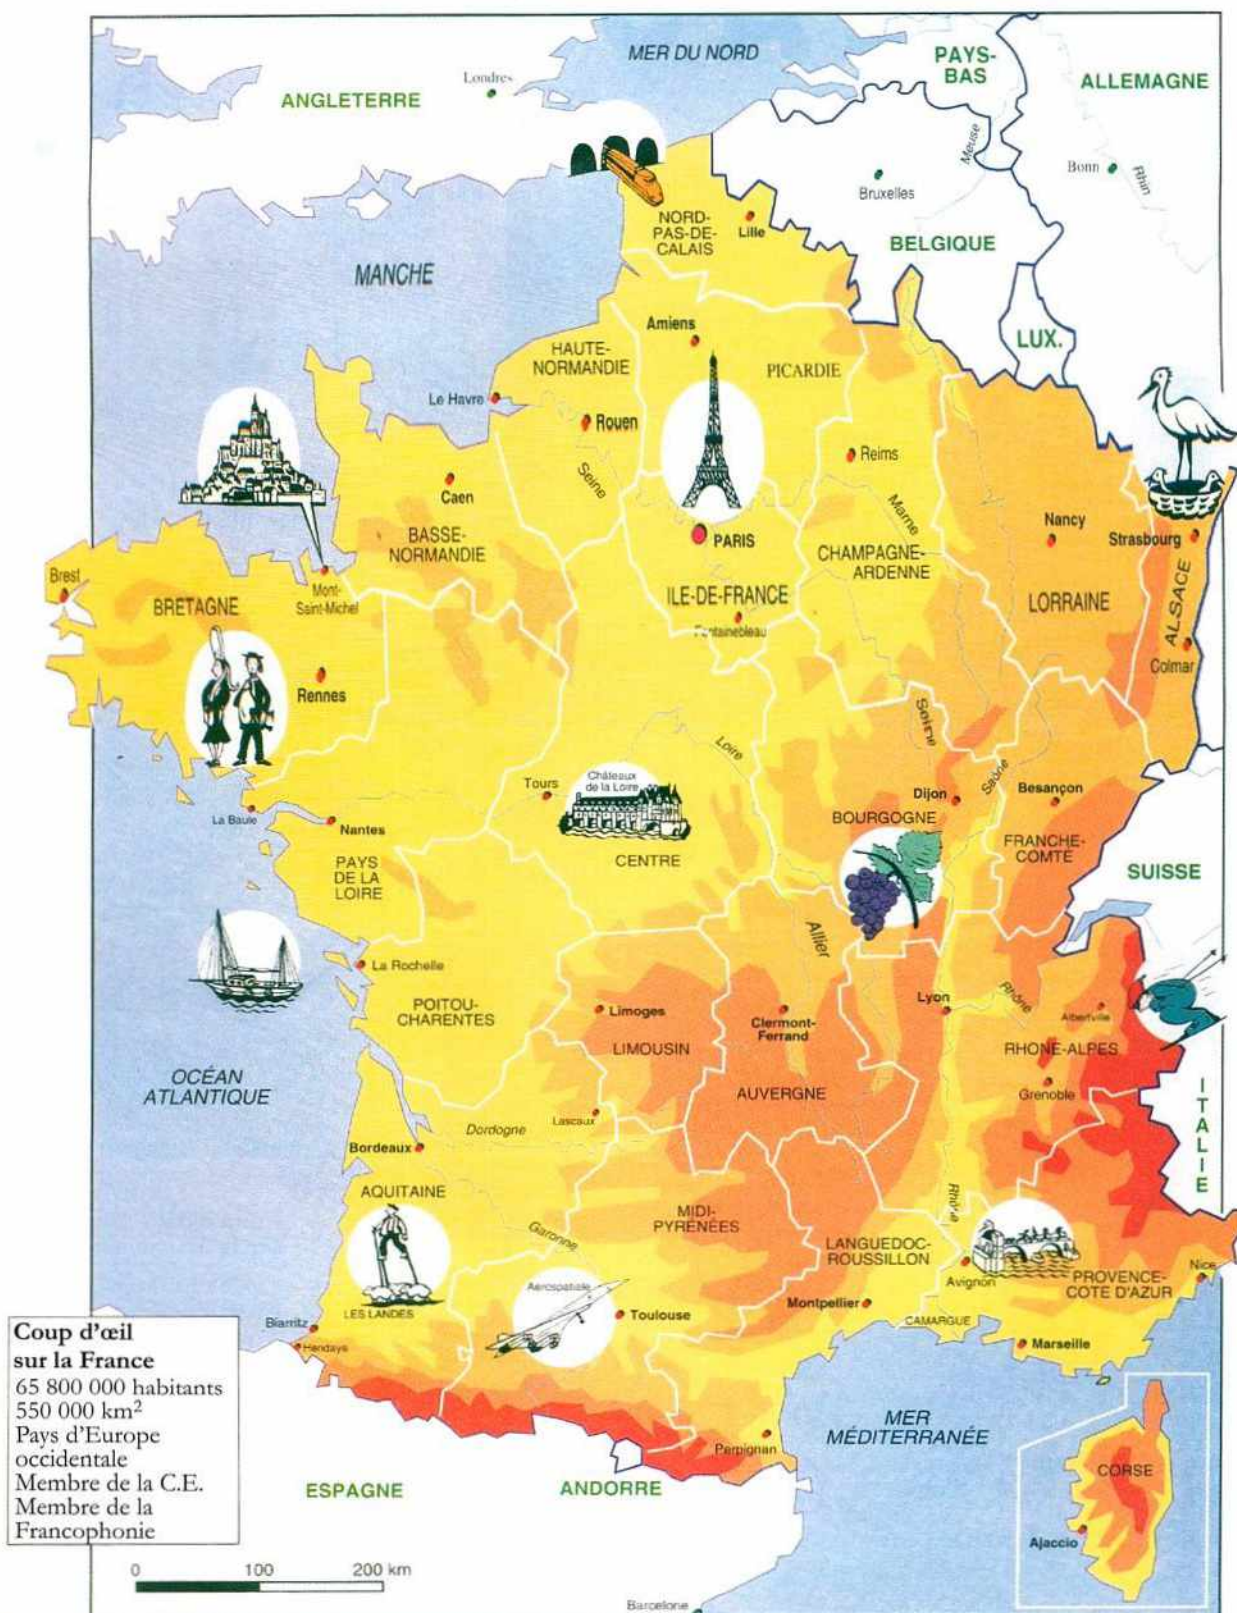 MER DU NORD
PAYS-
BAS
ALLEMAGNE
Londres
ANGLETERRE
Meuse
Bonn
Rhin
Bruxelles
NORD-
PAS-DE-
CALAIS
Lille
BELGIQUE
MANCHE
LUX.
Amiens
HAUTE-
NORMANDIE
PICARDIE
Le Havre
Rouen
Reims
Seine
Caen
Marne
BASSE-
NORMANDIE
PARIS
CHAMPAGNE-
ARDENNE
Nancy
Strasbourg
Brest
BRETAGNE
Mont-
Saint-Michel
ILE-DE-FRANCE
Fontainebleau
LORRAINE
ALSACE
Colmar
Rennes
Loire
Seine
Saône
Tours
Châteaux
de la Loire
Dijon
Besançon
La Baule
Nantes
BOURGOGNE
PAYS
DE LA
LOIRE
CENTRE
FRANCHE-
COMTÉ
SUISSE
Allier
La Rochelle
POITOU-
CHARENTES
Limoges
LIMOUSIN
Clermont-
Ferrand
Lyon
Rhône
Albertville
RHONE-ALPES
OCÉAN
ATLANTIQUE
AUVERGNE
Grenoble
ITALIE
Dordogne
Lascaux
Bordeaux
AQUITAINE
MIDI-
PYRÉNÉES
Rhône
Garonne
LANGUEDOC-
ROUSSILLON
Avignon
PROVENCE-
COTE D'AZUR
Nice
LES LANDES
Aérospatiale
Toulouse
Montpellier
CAMARGUE
Biarritz
Hendaye
Marseille
Coup d'œil
sur la France
65 800 000 habitants
550 000 km²
Pays d'Europe
occidentale
Membre de la C.E.
Membre de la
Francophonie
MER
MÉDITERRANÉE
Perpignan
CORSE
ESPAGNE
ANDORRE
Ajaccio
0 100 200 km
Barcelone